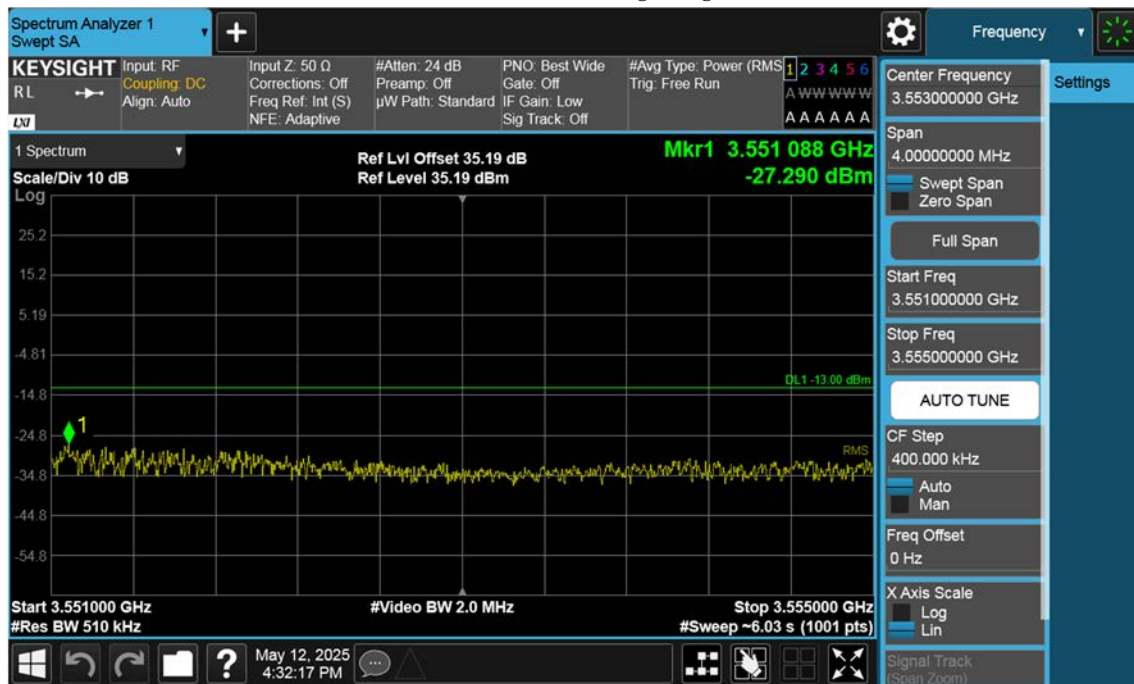 Spectrum Analyzer 1
Swept SA
+
Frequency
KEYSIGHT
RL
LXI
Input: RF
Coupling: DC
Align: Auto
Input Z: 50 Ω
Corrections: Off
Freq Ref: Int (S)
NFE: Adaptive
#Atten: 24 dB
Preamp: Off
µW Path: Standard
PNO: Best Wide
Gate: Off
IF Gain: Low
Sig Track: Off
#Avg Type: Power (RMS
Trig: Free Run
1 2 3 4 5 6
A W W W W W
A A A A A A
1 Spectrum
Scale/Div 10 dB
Log
Ref Lvl Offset 35.19 dB
Ref Level 35.19 dBm
Mkr1 3.551 088 GHz
-27.290 dBm
25.2
15.2
5.19
-4.81
DL1 -13.00 dBm
-14.8
1
-24.8
RMS
-34.8
-44.8
-54.8
Start 3.551000 GHz
#Video BW 2.0 MHz
Stop 3.555000 GHz
#Res BW 510 kHz
#Sweep ~6.03 s (1001 pts)
Center Frequency
3.553000000 GHz
Settings
Span
4.00000000 MHz
Swept Span
Zero Span
Full Span
Start Freq
3.551000000 GHz
Stop Freq
3.555000000 GHz
AUTO TUNE
CF Step
400.000 kHz
Auto
Man
Freq Offset
0 Hz
X Axis Scale
Log
Lin
Signal Track
(Span Zoom)
?
May 12, 2025
4:32:17 PM